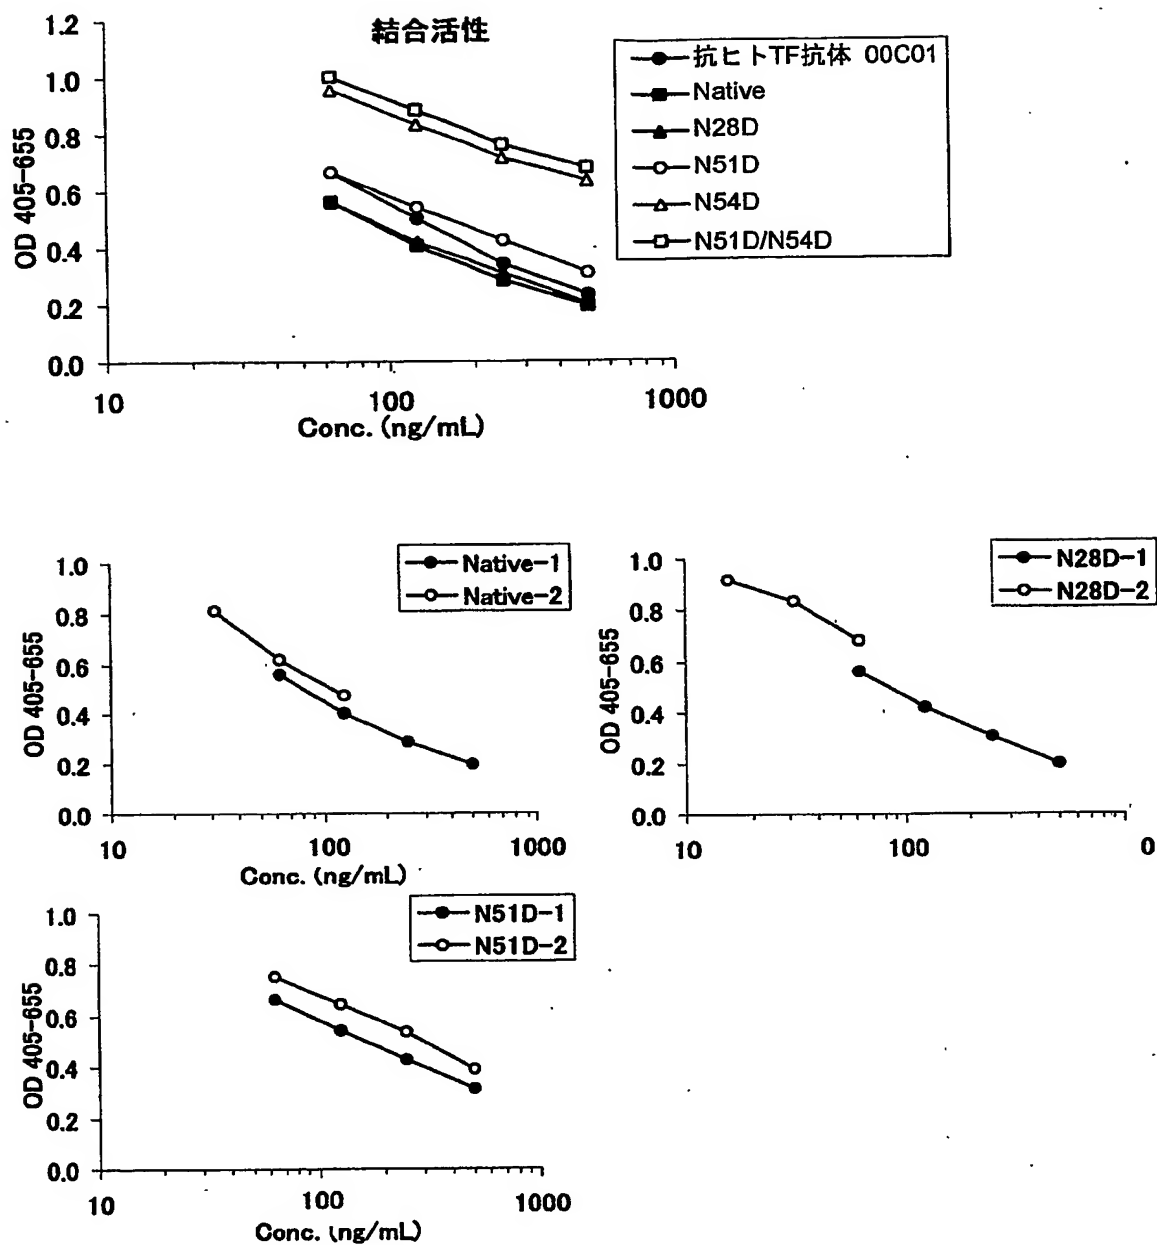 結合活性
1.2
1.0
0.8
0.6
0.4
0.2
0.0
OD 405-655
10
100
1000
Conc. (ng/mL)
抗ヒトTF抗体 00C01
Native
N28D
N51D
N54D
N51D/N54D
Native-1
Native-2
1.0
0.8
0.6
0.4
0.2
0.0
OD 405-655
10
100
1000
Conc. (ng/mL)
N28D-1
N28D-2
1.0
0.8
0.6
0.4
0.2
0.0
OD 405-655
10
100
0
N51D-1
N51D-2
1.0
0.8
0.6
0.4
0.2
0.0
OD 405-655
10
100
1000
Conc. (ng/mL)